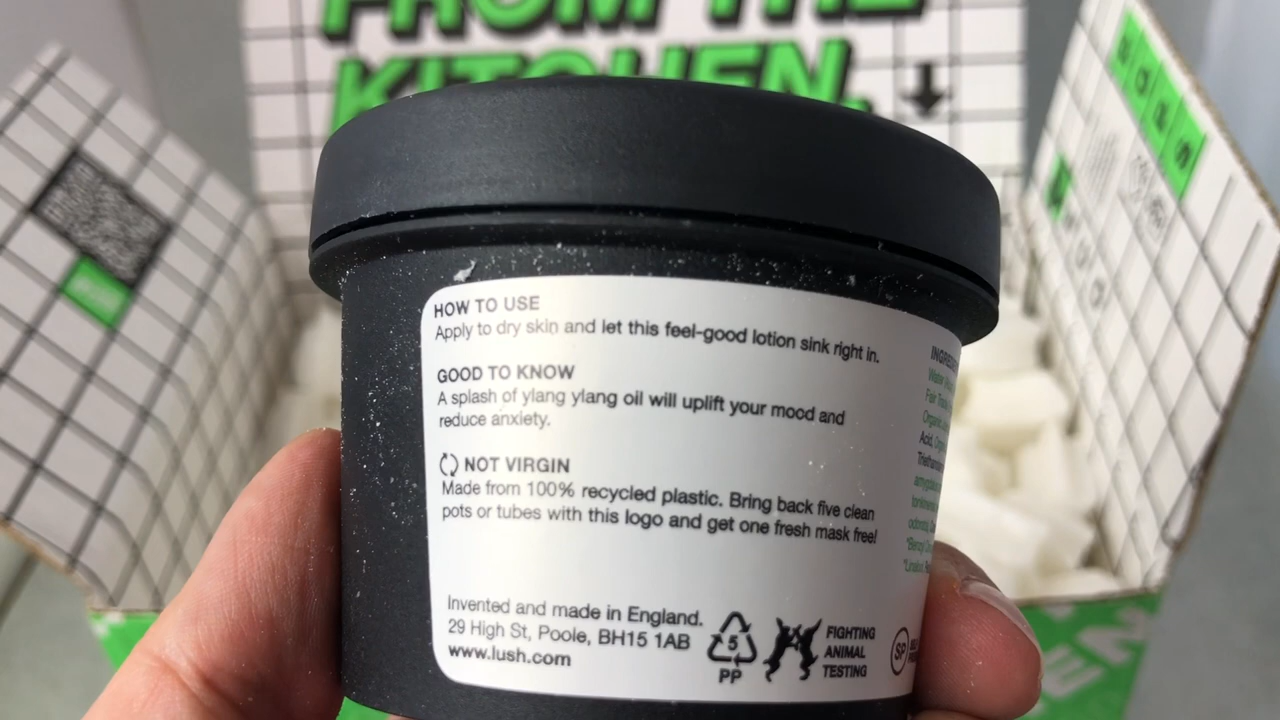 FROM THE
KITCHEN.
HOW TO USE
Apply to dry skin and let this feel-good lotion sink right in.
GOOD TO KNOW
A splash of ylang ylang oil will uplift your mood and
reduce anxiety.
NOT VIRGIN
Made from 100% recycled plastic. Bring back five clean
pots or tubes with this logo and get one fresh mask free!
Invented and made in England.
29 High St, Poole, BH15 1AB
www.lush.com
5
PP
FIGHTING
ANIMAL
TESTING
SP
Water
Fair
Acid,